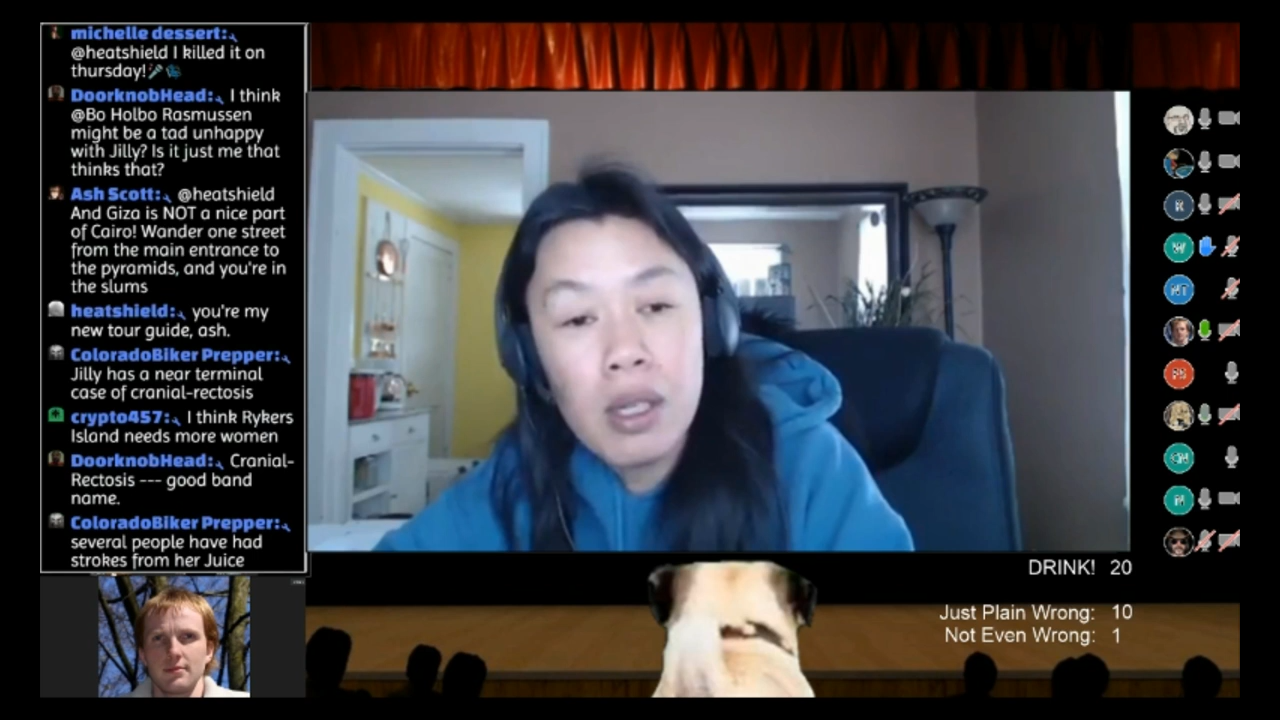 michelle dessert:
@heatshield I killed it on
thursday!
DoorknobHead: I think
@Bo Holbo Rasmussen
might be a tad unhappy
with Jilly? Is it just me that
thinks that?
Ash Scott: @heatshield
And Giza is NOT a nice part
of Cairo! Wander one street
from the main entrance to
the pyramids, and you're in
the slums
heatshield: you're my
new tour guide, ash.
ColoradoBiker Prepper:
Jilly has a near terminal
case of cranial-rectosis
crypto457: I think Rykers
Island needs more women
DoorknobHead: Cranial-
Rectosis --- good band
name.
ColoradoBiker Prepper:
several people have had
strokes from her Juice
DRINK! 20
Just Plain Wrong: 10
Not Even Wrong: 1